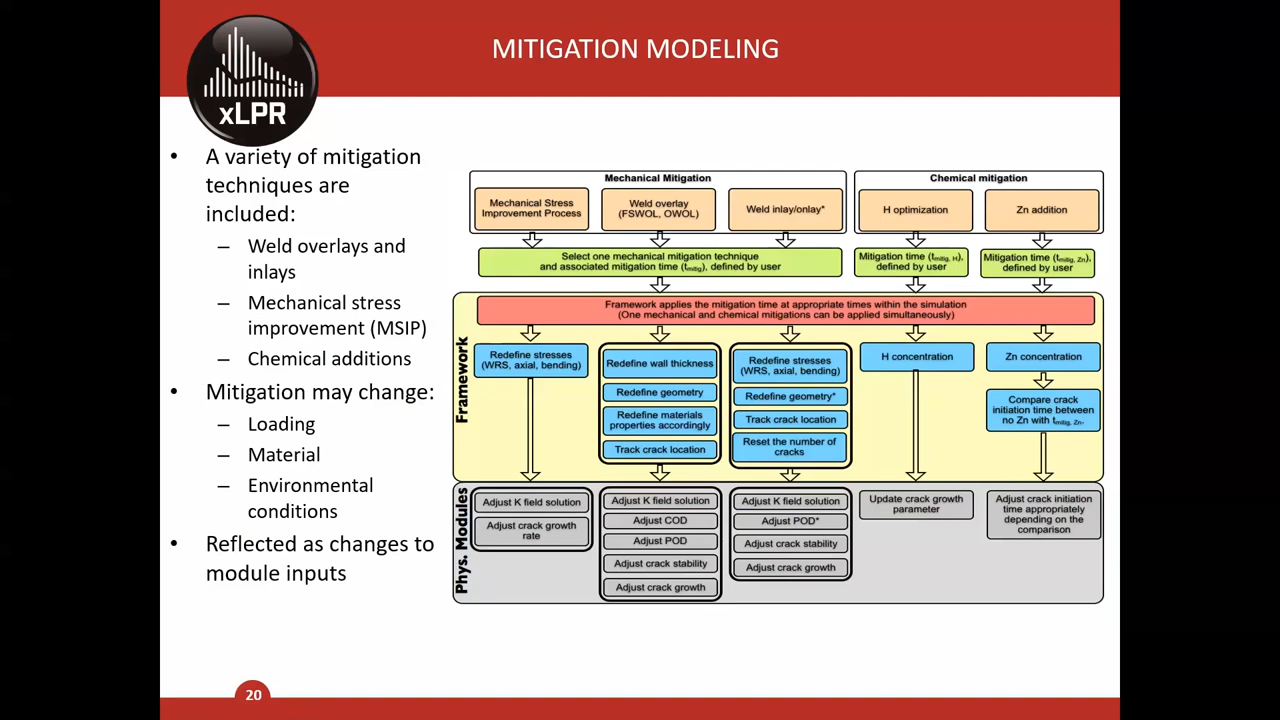 xLPR
MITIGATION MODELING
• A variety of mitigation
techniques are
included:
– Weld overlays and
inlays
– Mechanical stress
improvement (MSIP)
– Chemical additions
• Mitigation may change:
– Loading
– Material
– Environmental
conditions
• Reflected as changes to
module inputs
Mechanical Mitigation
Mechanical Stress
Improvement Process
Weld overlay
(FSWOL, OWOL)
Weld inlay/onlay*
Chemical mitigation
H optimization
Zn addition
Select one mechanical mitigation technique
and associated mitigation time (tmitig), defined by user
Mitigation time (tmitig, H),
defined by user
Mitigation time (tmitig, Zn),
defined by user
Framework
Framework applies the mitigation time at appropriate times within the simulation
(One mechanical and chemical mitigations can be applied simultaneously)
Redefine stresses
(WRS, axial, bending)
Redefine wall thickness
Redefine geometry
Redefine materials
properties accordingly
Track crack location
Redefine stresses
(WRS, axial, bending)
Redefine geometry*
Track crack location
Reset the number of
cracks
H concentration
Zn concentration
Compare crack
initiation time between
no Zn with tmitig, Zn.
Phys. Modules
Adjust K field solution
Adjust crack growth
rate
Adjust K field solution
Adjust COD
Adjust POD
Adjust crack stability
Adjust crack growth
Adjust K field solution
Adjust POD*
Adjust crack stability
Adjust crack growth
Update crack growth
parameter
Adjust crack initiation
time appropriately
depending on the
comparison
20